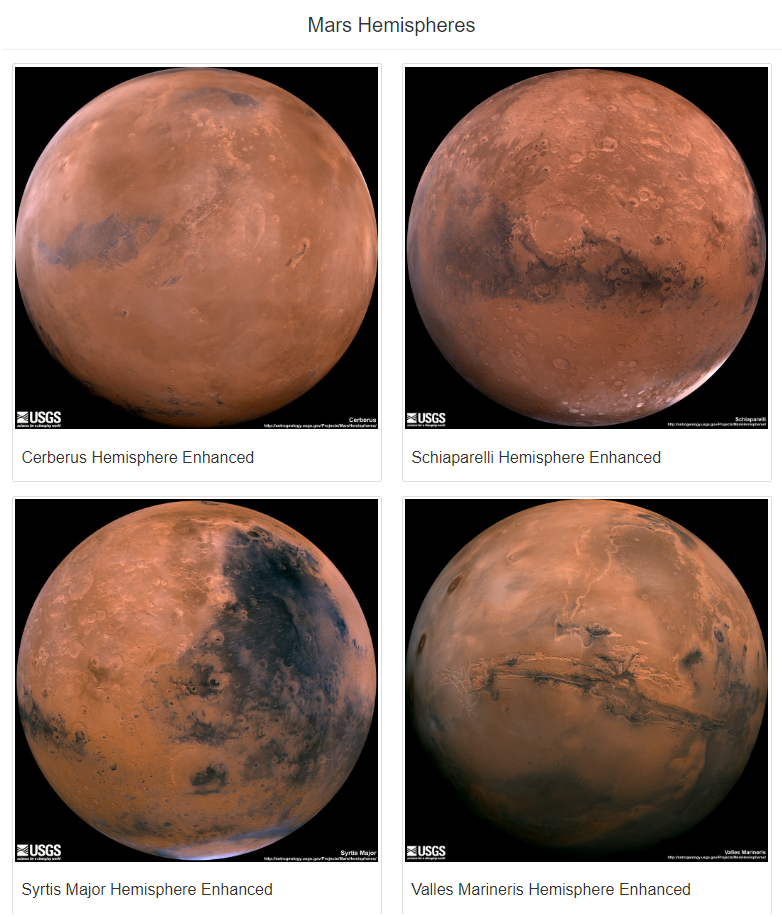 Mars Hemispheres
USGS
science for a changing world
Cerberus
http://astrogeology.usgs.gov/Projects/MarsHemispheres/
Cerberus Hemisphere Enhanced
USGS
science for a changing world
Schiaparelli
http://astrogeology.usgs.gov/Projects/MarsHemispheres/
Schiaparelli Hemisphere Enhanced
USGS
science for a changing world
Syrtis Major
http://astrogeology.usgs.gov/Projects/MarsHemispheres/
Syrtis Major Hemisphere Enhanced
USGS
science for a changing world
Valles Marineris
http://astrogeology.usgs.gov/Projects/MarsHemispheres/
Valles Marineris Hemisphere Enhanced